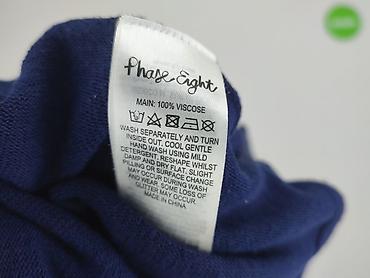 Phase Eight
MAIN: 100% VISCOSE
WASH SEPARATELY AND TURN
INSIDE OUT. COOL GENTLE
HAND WASH USING MILD
DETERGENT. RESHAPE WHILST
DAMP AND DRY FLAT. SLIGHT
PILLING OR SURFACE CHANGE
MAY OCCUR DURING WASH
AND WEAR. SOME LOSS OF
GLITTER MAY OCCUR.
MADE IN CHINA